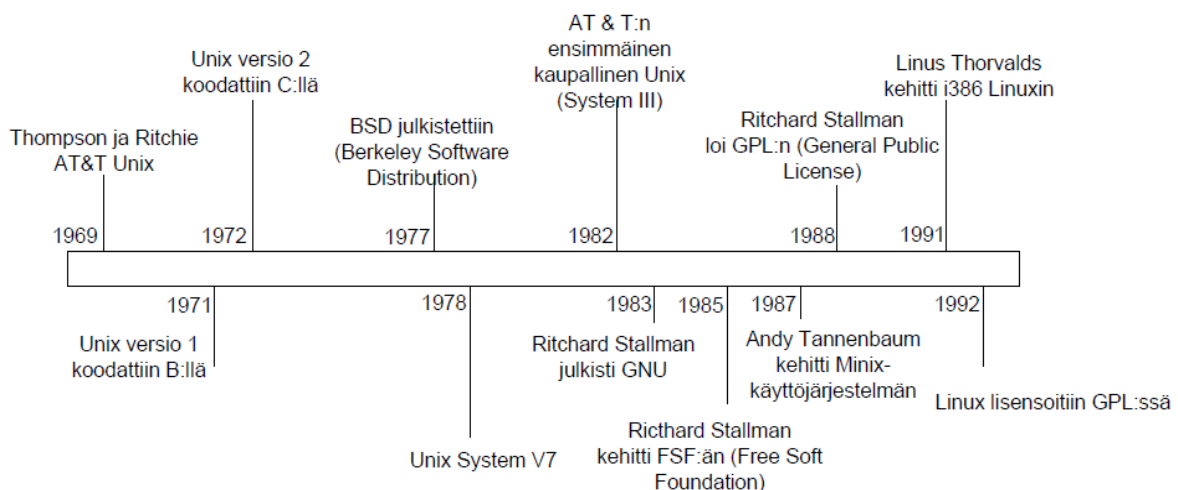 AT & T:n
ensimmäinen
kaupallinen Unix
(System III)
Unix versio 2
koodattiin C:llä
Linus Thorvalds
kehitti i386 Linuxin
Thompson ja Ritchie
AT&T Unix
BSD julkistettiin
(Berkeley Software
Distribution)
Ritchard Stallman
loi GPL:n (General Public
License)
1969
1972
1977
1982
1988
1991
1971
1978
1983
1985
1987
1992
Unix versio 1
koodattiin B:llä
Ritchard Stallman
julkisti GNU
Andy Tannenbaum
kehitti Minix-
käyttöjärjestelmän
Linux lisensoitiin GPL:ssä
Unix System V7
Ricthard Stallman
kehitti FSF:än (Free Soft
Foundation)